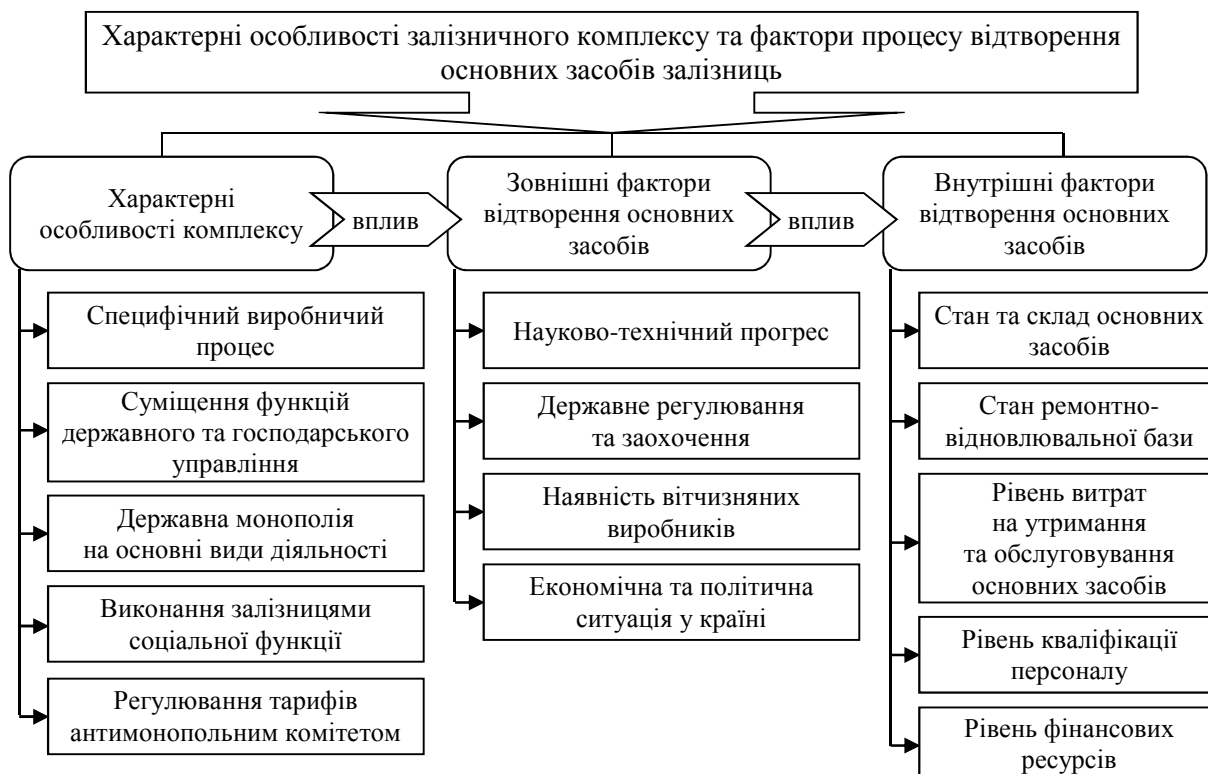 Характерні особливості залізничного комплексу та фактори процесу відтворення
основних засобів залізниць
Характерні
особливості комплексу
вплив
Зовнішні фактори
відтворення основних
засобів
вплив
Внутрішні фактори
відтворення основних
засобів
Специфічний виробничий
процес
Суміщення функцій
державного та господарського
управління
Державна монополія
на основні види діяльності
Виконання залізницями
соціальної функції
Регулювання тарифів
антимонопольним комітетом
Науково-технічний прогрес
Державне регулювання
та заохочення
Наявність вітчизняних
виробників
Економічна та політична
ситуація у країні
Стан та склад основних
засобів
Стан ремонтно-
відновлювальної бази
Рівень витрат
на утримання
та обслуговування
основних засобів
Рівень кваліфікації
персоналу
Рівень фінансових
ресурсів